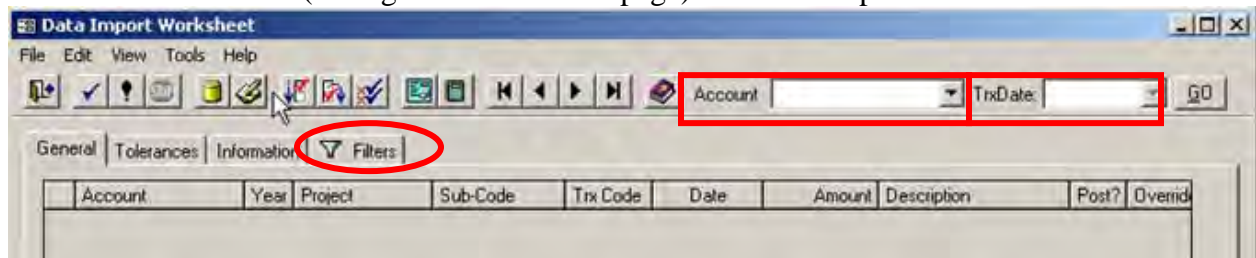 Data Import Worksheet
File Edit View Tools Help
Account TrxDate: GO
General Tolerances Information Filters
Account Year Project Sub-Code Trx Code Date Amount Description Post? Overrid